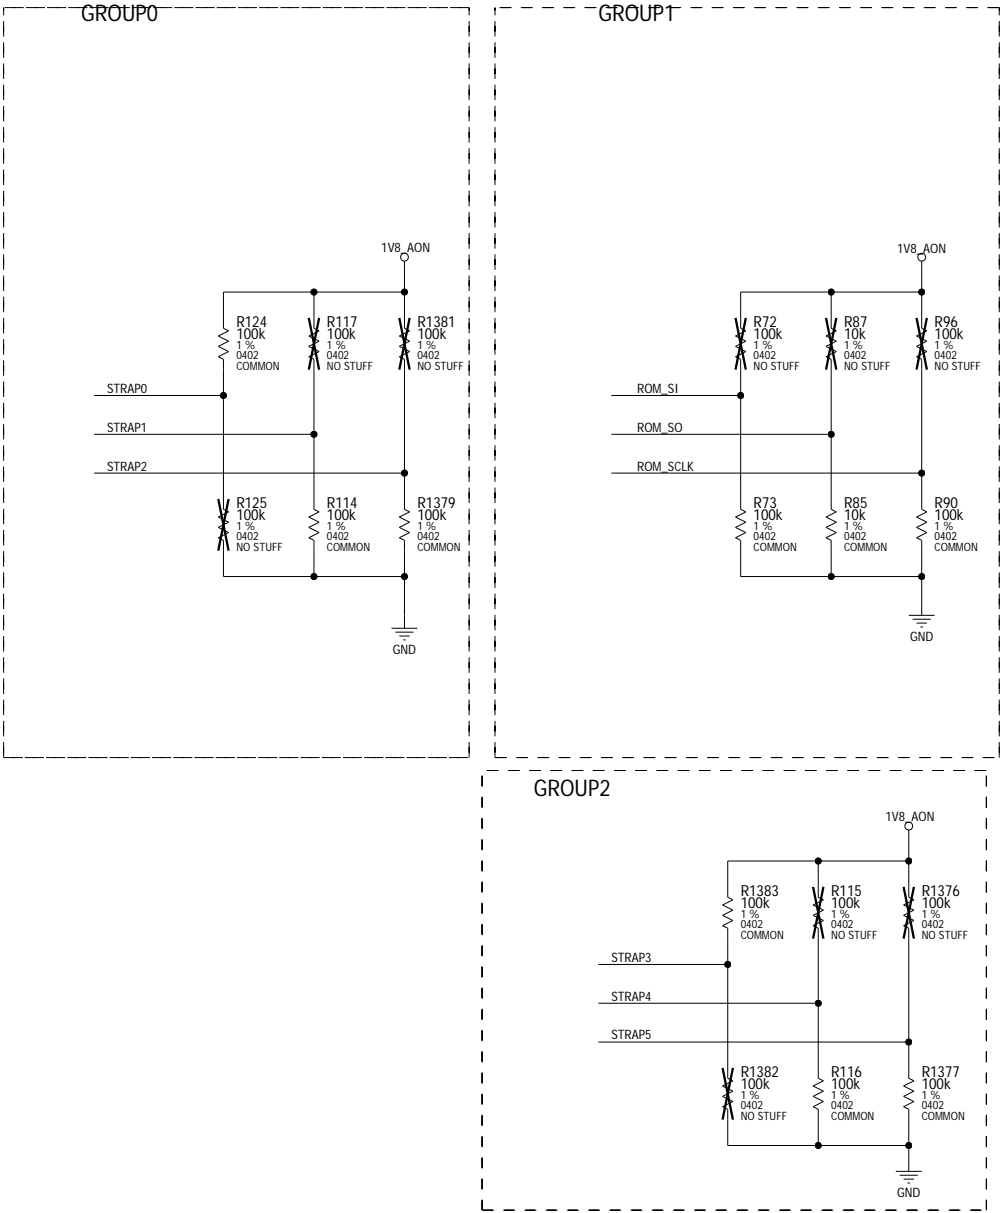 GROUP0
1V8_AON
R124
100k
1 %
0402
COMMON
R117
100k
1 %
0402
NO STUFF
R1381
100k
1 %
0402
NO STUFF
STRAP0
STRAP1
STRAP2
R125
100k
1 %
0402
NO STUFF
R114
100k
1 %
0402
COMMON
R1379
100k
1 %
0402
COMMON
GND
GROUP1
1V8_AON
R72
100k
1 %
0402
NO STUFF
R87
10k
1 %
0402
NO STUFF
R96
100k
1 %
0402
NO STUFF
ROM_SI
ROM_SO
ROM_SCLK
R73
100k
1 %
0402
COMMON
R85
10k
1 %
0402
COMMON
R90
100k
1 %
0402
COMMON
GND
GROUP2
1V8_AON
R1383
100k
1 %
0402
COMMON
R115
100k
1 %
0402
NO STUFF
R1376
100k
1 %
0402
NO STUFF
STRAP3
STRAP4
STRAP5
R1382
100k
1 %
0402
NO STUFF
R116
100k
1 %
0402
COMMON
R1377
100k
1 %
0402
COMMON
GND